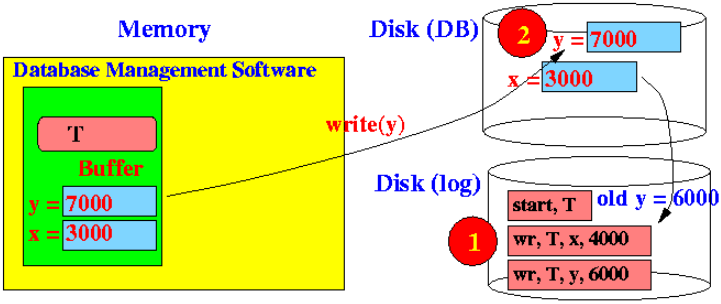 Memory
Disk (DB)
Database Management Software
T
Buffer
y = 7000
x = 3000
write(y)
2
y = 7000
x = 3000
Disk (log)
old y = 6000
start, T
1
wr, T, x, 4000
wr, T, y, 6000